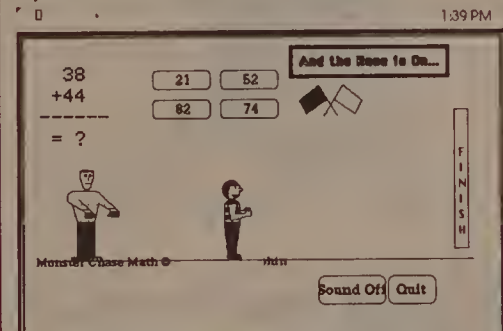 1:39 PM
And the Race is On...
38
+44
= ?
21 52
82 74
FINISH
Monster Chase Math ©
Sound Off Quit